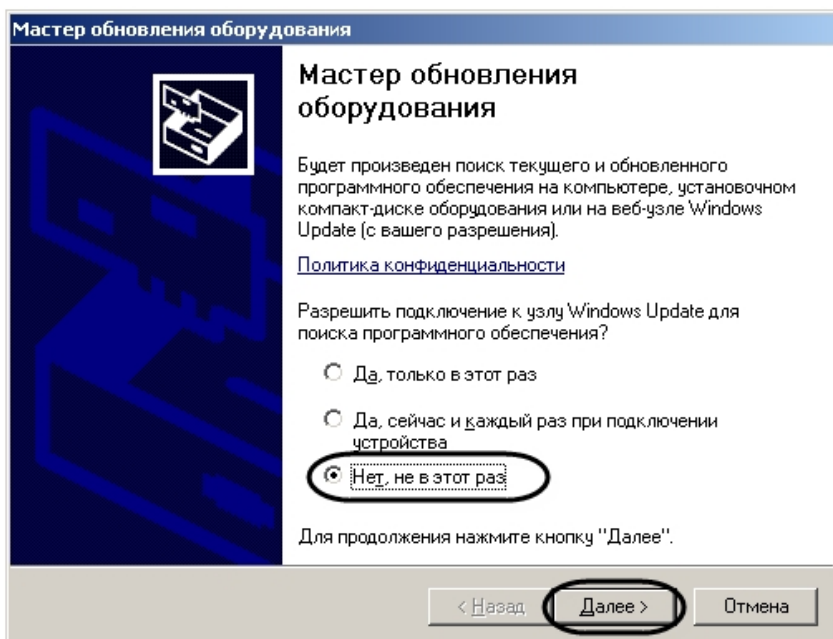 Мастер обновления оборудования
Мастер обновления
оборудования
Будет произведен поиск текущего и обновленного
программного обеспечения на компьютере, установочном
компакт-диске оборудования или на веб-узле Windows
Update (с вашего разрешения).
Политика конфиденциальности
Разрешить подключение к узлу Windows Update для
поиска программного обеспечения?
Да, только в этот раз
Да, сейчас и каждый раз при подключении
устройства
Нет, не в этот раз
Для продолжения нажмите кнопку "Далее".
< Назад
Далее >
Отмена